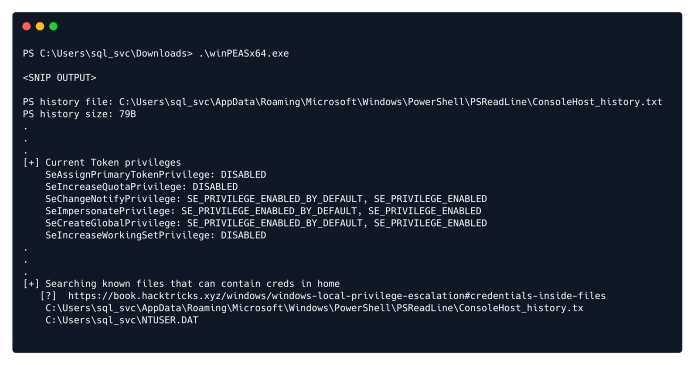 PS C:\Users\sql_svc\Downloads> .\winPEASx64.exe
<SNIP OUTPUT>
PS history file: C:\Users\sql_svc\AppData\Roaming\Microsoft\Windows\PowerShell\PSReadLine\ConsoleHost_history.txt
PS history size: 79B
.
.
.
[+] Current Token privileges
SeAssignPrimaryTokenPrivilege: DISABLED
SeIncreaseQuotaPrivilege: DISABLED
SeChangeNotifyPrivilege: SE_PRIVILEGE_ENABLED_BY_DEFAULT, SE_PRIVILEGE_ENABLED
SeImpersonatePrivilege: SE_PRIVILEGE_ENABLED_BY_DEFAULT, SE_PRIVILEGE_ENABLED
SeCreateGlobalPrivilege: SE_PRIVILEGE_ENABLED_BY_DEFAULT, SE_PRIVILEGE_ENABLED
SeIncreaseWorkingSetPrivilege: DISABLED
.
.
.
[+] Searching known files that can contain creds in home
[?] https://book.hacktricks.xyz/windows/windows-local-privilege-escalation#credentials-inside-files
C:\Users\sql_svc\AppData\Roaming\Microsoft\Windows\PowerShell\PSReadLine\ConsoleHost_history.tx
C:\Users\sql_svc\NTUSER.DAT